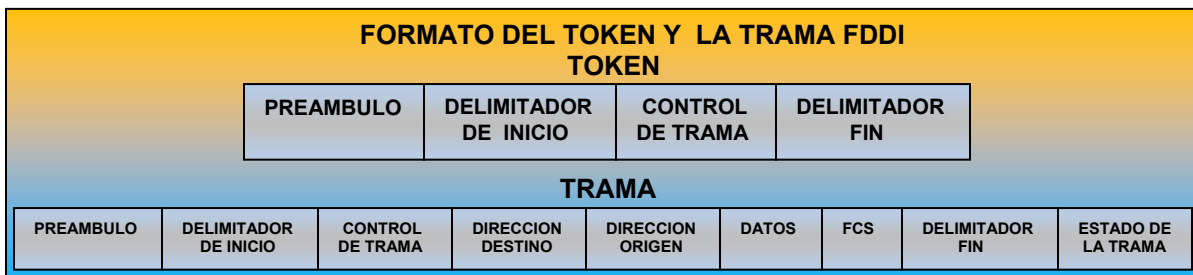 FORMATO DEL TOKEN Y LA TRAMA FDDI
TOKEN
PREAMBULO
DELIMITADOR
DE INICIO
CONTROL
DE TRAMA
DELIMITADOR
FIN
TRAMA
PREAMBULO
DELIMITADOR
DE INICIO
CONTROL
DE TRAMA
DIRECCION
DESTINO
DIRECCION
ORIGEN
DATOS
FCS
DELIMITADOR
FIN
ESTADO DE
LA TRAMA